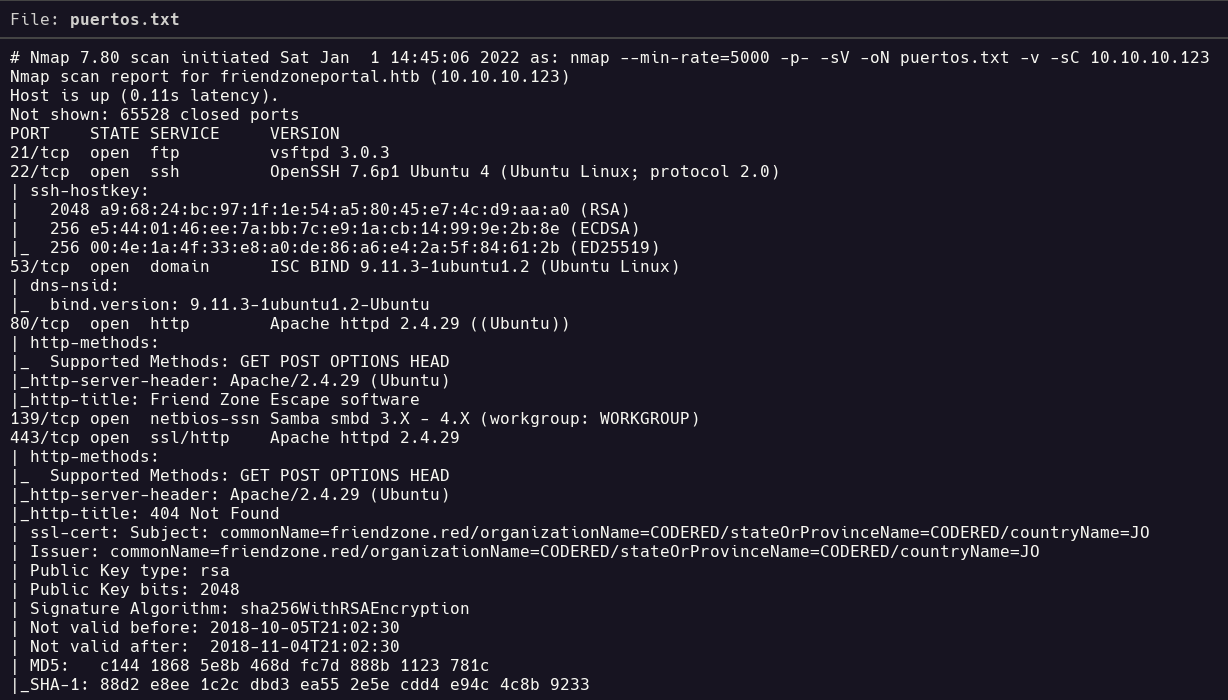 File: puertos.txt
# Nmap 7.80 scan initiated Sat Jan  1 14:45:06 2022 as: nmap --min-rate=5000 -p- -sV -oN puertos.txt -v -sC 10.10.10.123
Nmap scan report for friendzoneportal.htb (10.10.10.123)
Host is up (0.11s latency).
Not shown: 65528 closed ports
PORT    STATE SERVICE     VERSION
21/tcp  open  ftp         vsftpd 3.0.3
22/tcp  open  ssh         OpenSSH 7.6p1 Ubuntu 4 (Ubuntu Linux; protocol 2.0)
| ssh-hostkey:
|   2048 a9:68:24:bc:97:1f:1e:54:a5:80:45:e7:4c:d9:aa:a0 (RSA)
|   256 e5:44:01:46:ee:7a:bb:7c:e9:1a:cb:14:99:9e:2b:8e (ECDSA)
|_  256 00:4e:1a:4f:33:e8:a0:de:86:a6:e4:2a:5f:84:61:2b (ED25519)
53/tcp  open  domain      ISC BIND 9.11.3-1ubuntu1.2 (Ubuntu Linux)
| dns-nsid:
|_  bind.version: 9.11.3-1ubuntu1.2-Ubuntu
80/tcp  open  http        Apache httpd 2.4.29 ((Ubuntu))
| http-methods:
|_  Supported Methods: GET POST OPTIONS HEAD
|_http-server-header: Apache/2.4.29 (Ubuntu)
|_http-title: Friend Zone Escape software
139/tcp open  netbios-ssn Samba smbd 3.X - 4.X (workgroup: WORKGROUP)
443/tcp open  ssl/http    Apache httpd 2.4.29
| http-methods:
|_  Supported Methods: GET POST OPTIONS HEAD
|_http-server-header: Apache/2.4.29 (Ubuntu)
|_http-title: 404 Not Found
| ssl-cert: Subject: commonName=friendzone.red/organizationName=CODERED/stateOrProvinceName=CODERED/countryName=JO
| Issuer: commonName=friendzone.red/organizationName=CODERED/stateOrProvinceName=CODERED/countryName=JO
| Public Key type: rsa
| Public Key bits: 2048
| Signature Algorithm: sha256WithRSAEncryption
| Not valid before: 2018-10-05T21:02:30
| Not valid after:  2018-11-04T21:02:30
| MD5:   c144 1868 5e8b 468d fc7d 888b 1123 781c
|_SHA-1: 88d2 e8ee 1c2c dbd3 ea55 2e5e cdd4 e94c 4c8b 9233